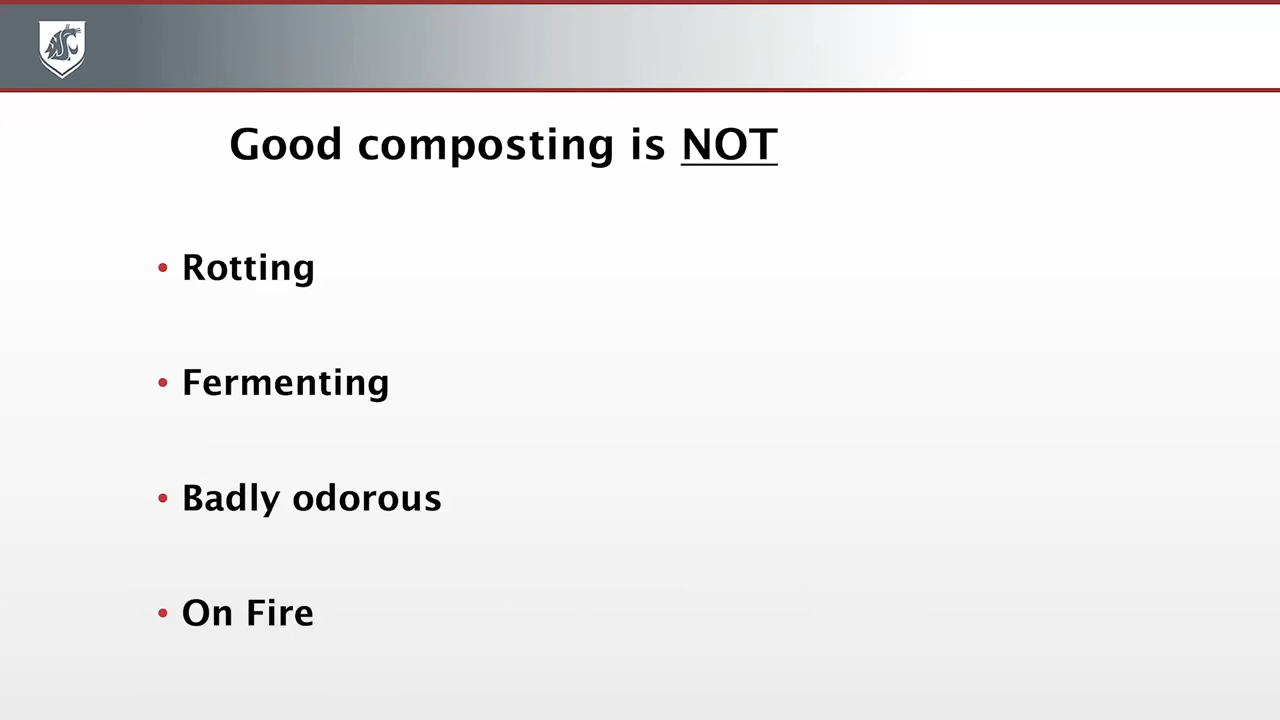 Good composting is NOT
• Rotting
• Fermenting
• Badly odorous
• On Fire